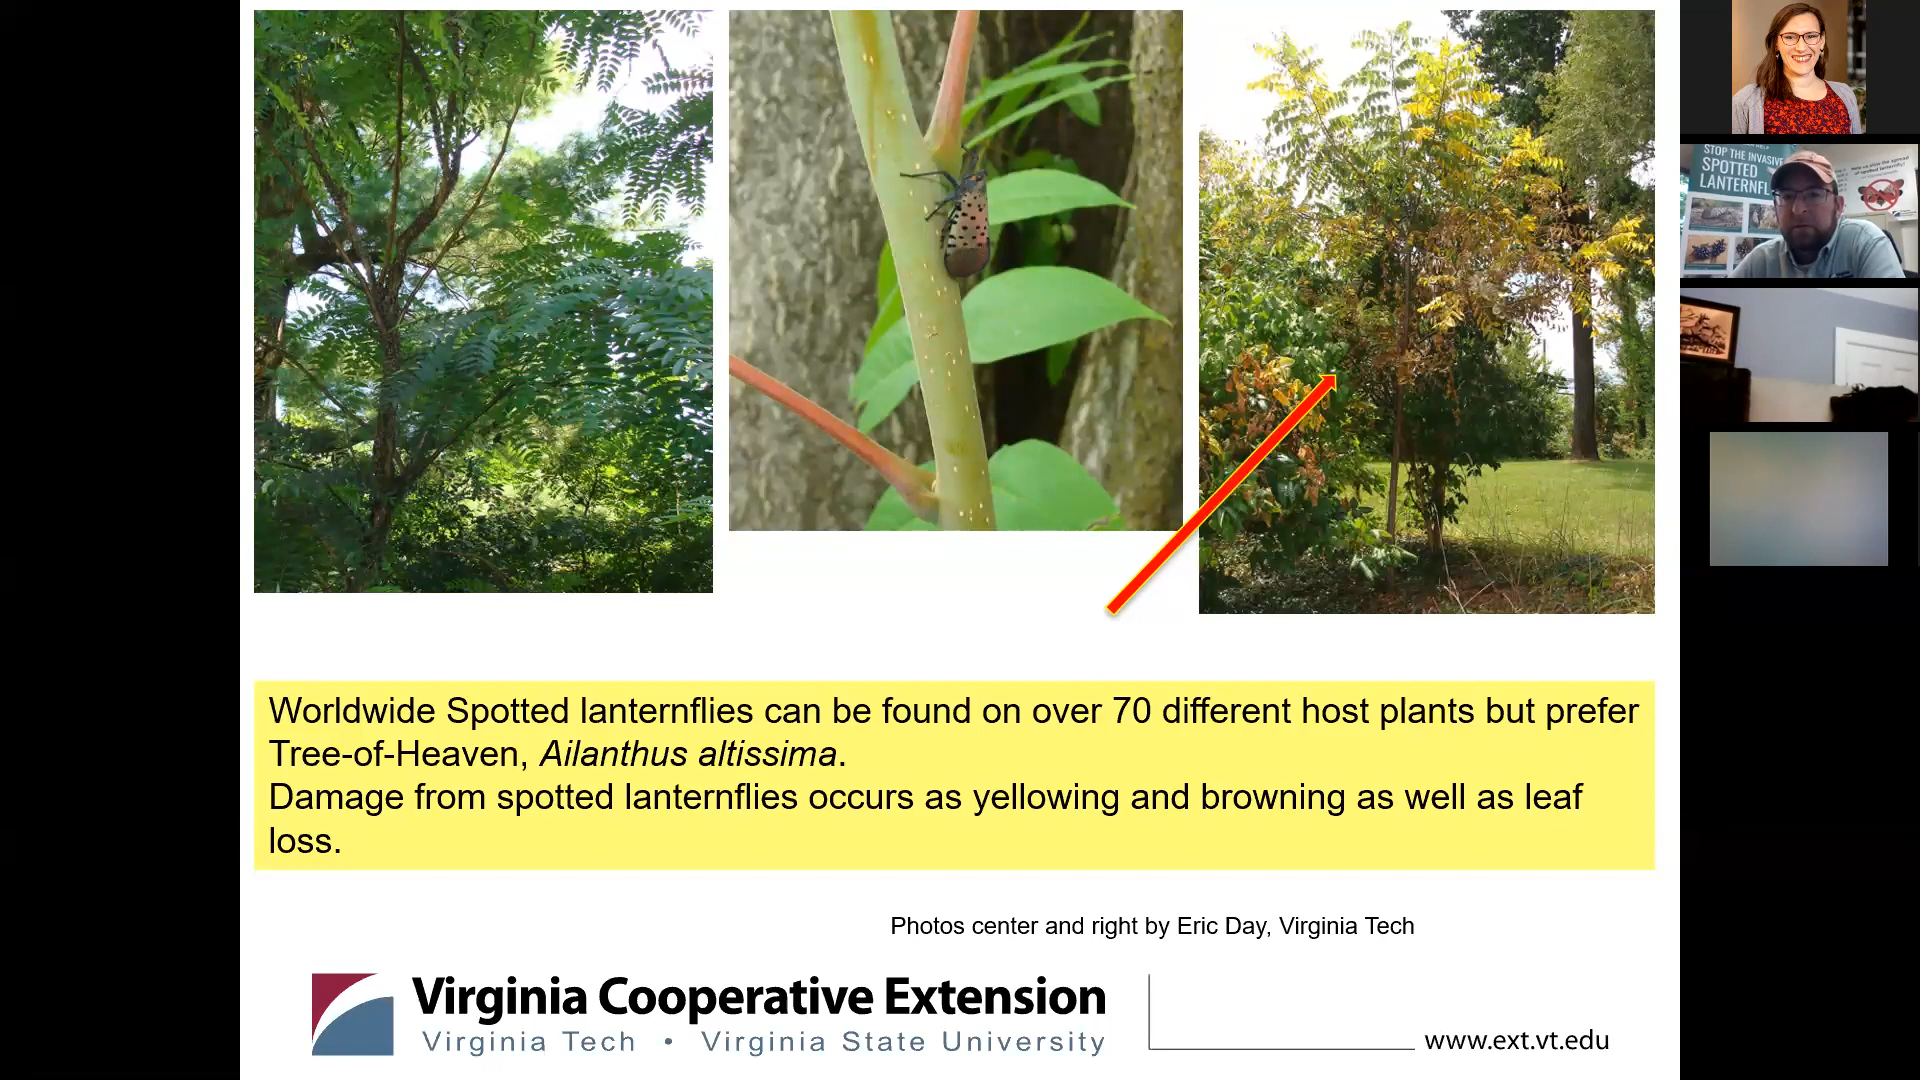 Worldwide Spotted lanternflies can be found on over 70 different host plants but prefer
Tree-of-Heaven, Ailanthus altissima.
Damage from spotted lanternflies occurs as yellowing and browning as well as leaf
loss.
Photos center and right by Eric Day, Virginia Tech
Virginia Cooperative Extension
Virginia Tech • Virginia State University
www.ext.vt.edu
STOP THE INVASIVE
SPOTTED
LANTERNFL